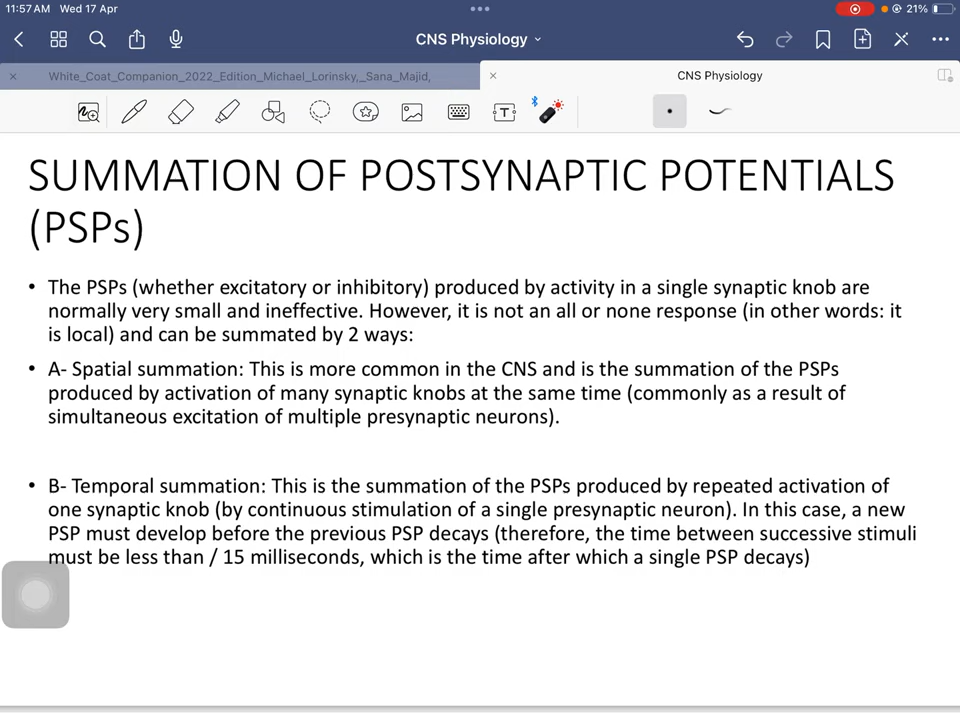 11:57AM Wed 17 Apr
21%
CNS Physiology
White_Coat_Companion_2022_Edition_Michael_Lorinsky,_Sana_Majid,
CNS Physiology
T
SUMMATION OF POSTSYNAPTIC POTENTIALS
(PSPs)
• The PSPs (whether excitatory or inhibitory) produced by activity in a single synaptic knob are
normally very small and ineffective. However, it is not an all or none response (in other words: it
is local) and can be summated by 2 ways:
• A- Spatial summation: This is more common in the CNS and is the summation of the PSPs
produced by activation of many synaptic knobs at the same time (commonly as a result of
simultaneous excitation of multiple presynaptic neurons).
• B- Temporal summation: This is the summation of the PSPs produced by repeated activation of
one synaptic knob (by continuous stimulation of a single presynaptic neuron). In this case, a new
PSP must develop before the previous PSP decays (therefore, the time between successive stimuli
must be less than / 15 milliseconds, which is the time after which a single PSP decays)